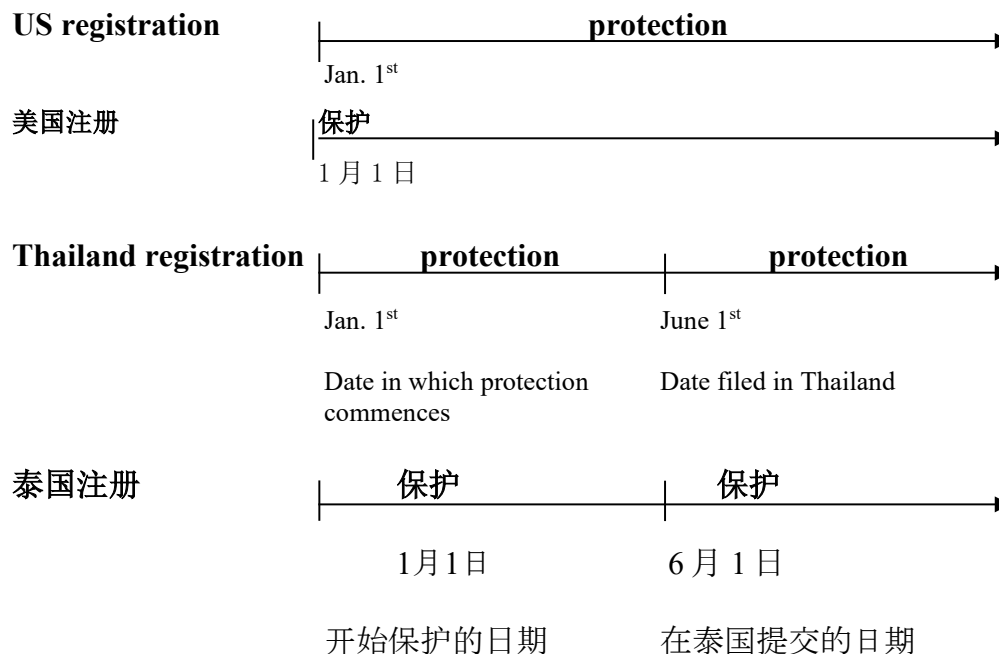 US registration protection
Jan. 1st
美国注册 保护
1 月 1 日
Thailand registration protection protection
Jan. 1st June 1st
Date in which protection commences Date filed in Thailand
泰国注册 保护 保护
1月1日 6 月 1 日
开始保护的日期 在泰国提交的日期